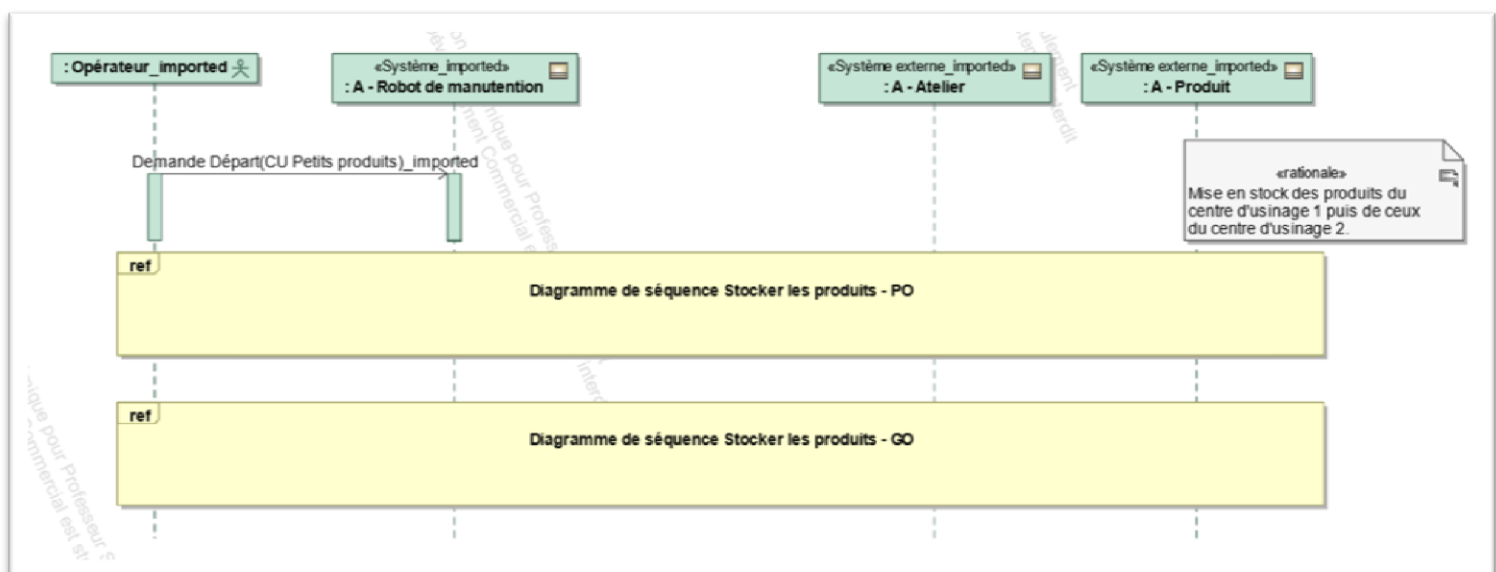 : Opérateur_imported
«Système_imported»
: A - Robot de manutention
«Système externe_imported»
: A - Atelier
«Système externe_imported»
: A - Produit
Demande Départ(CU Petits produits)_imported
«rationale»
Mise en stock des produits du
centre d'usinage 1 puis de ceux
du centre d'usinage 2.
ref
Diagramme de séquence Stocker les produits - PO
ref
Diagramme de séquence Stocker les produits - GO